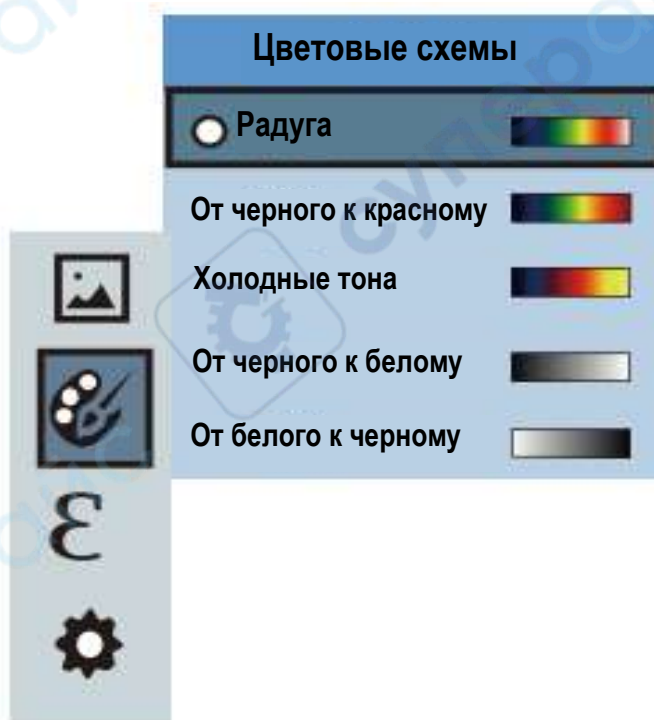 Цветовые схемы
Радуга
От черного к красному
Холодные тона
От черного к белому
От белого к черному
ε